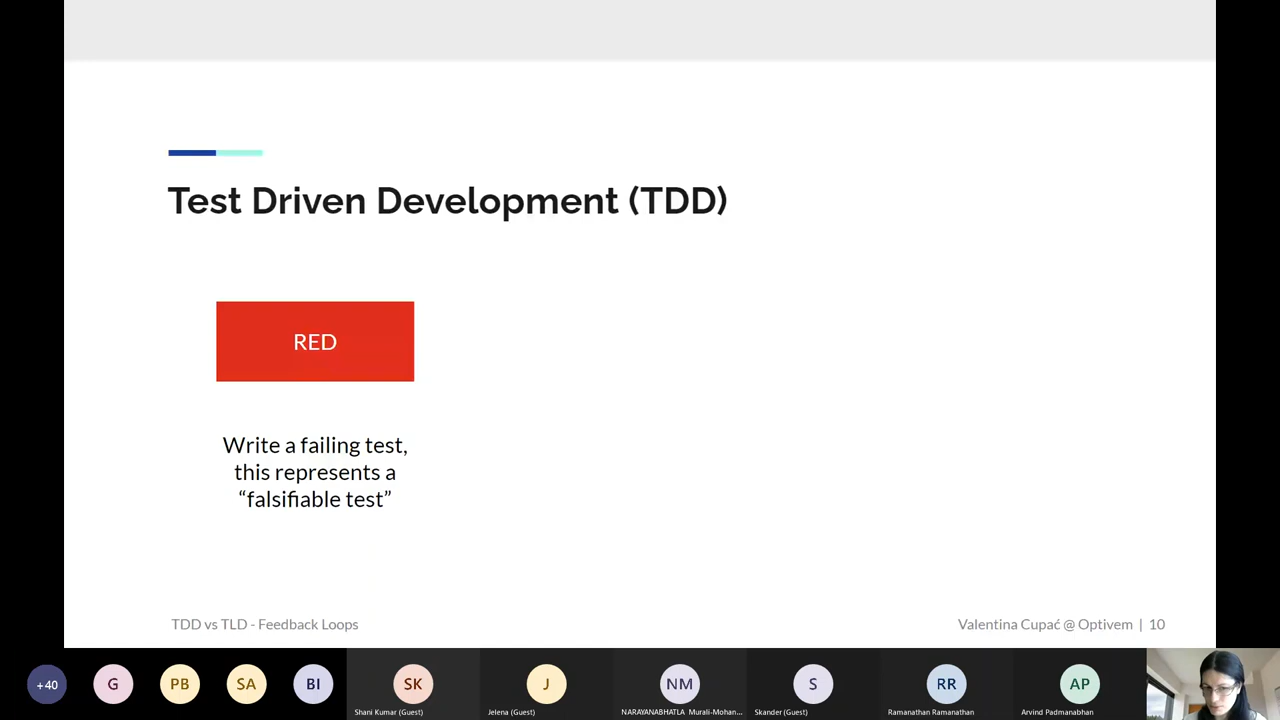 Test Driven Development (TDD)
RED
Write a failing test,
this represents a
“falsifiable test”
TDD vs TLD - Feedback Loops
Valentina Cupać @ Optivem | 10
+40
G
PB
SA
BI
SK
J
NM
S
RR
AP
Shani Kumar (Guest)
Jelena (Guest)
NARAYANABHATLA Murali-Mohan...
Skander (Guest)
Ramanathan Ramanathan
Arvind Padmanabhan